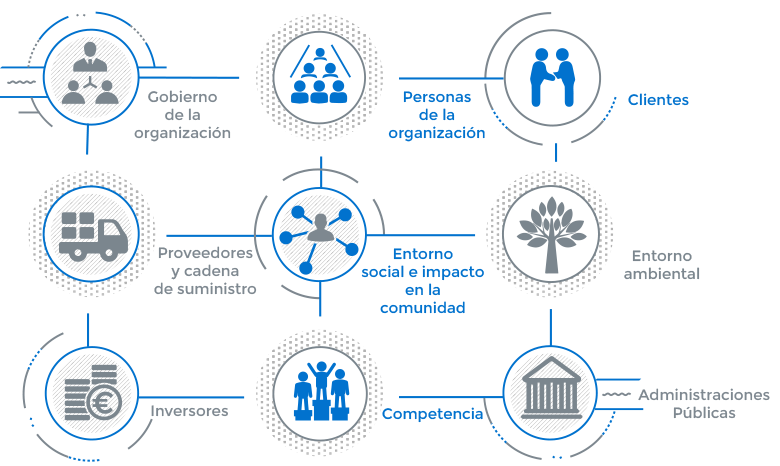 Gobierno
de la
organización
Personas
de la
organización
Clientes
Proveedores
y cadena
de suministro
Entorno
social e impacto
en la
comunidad
Entorno
ambiental
€
Inversores
Competencia
Administraciones
Públicas